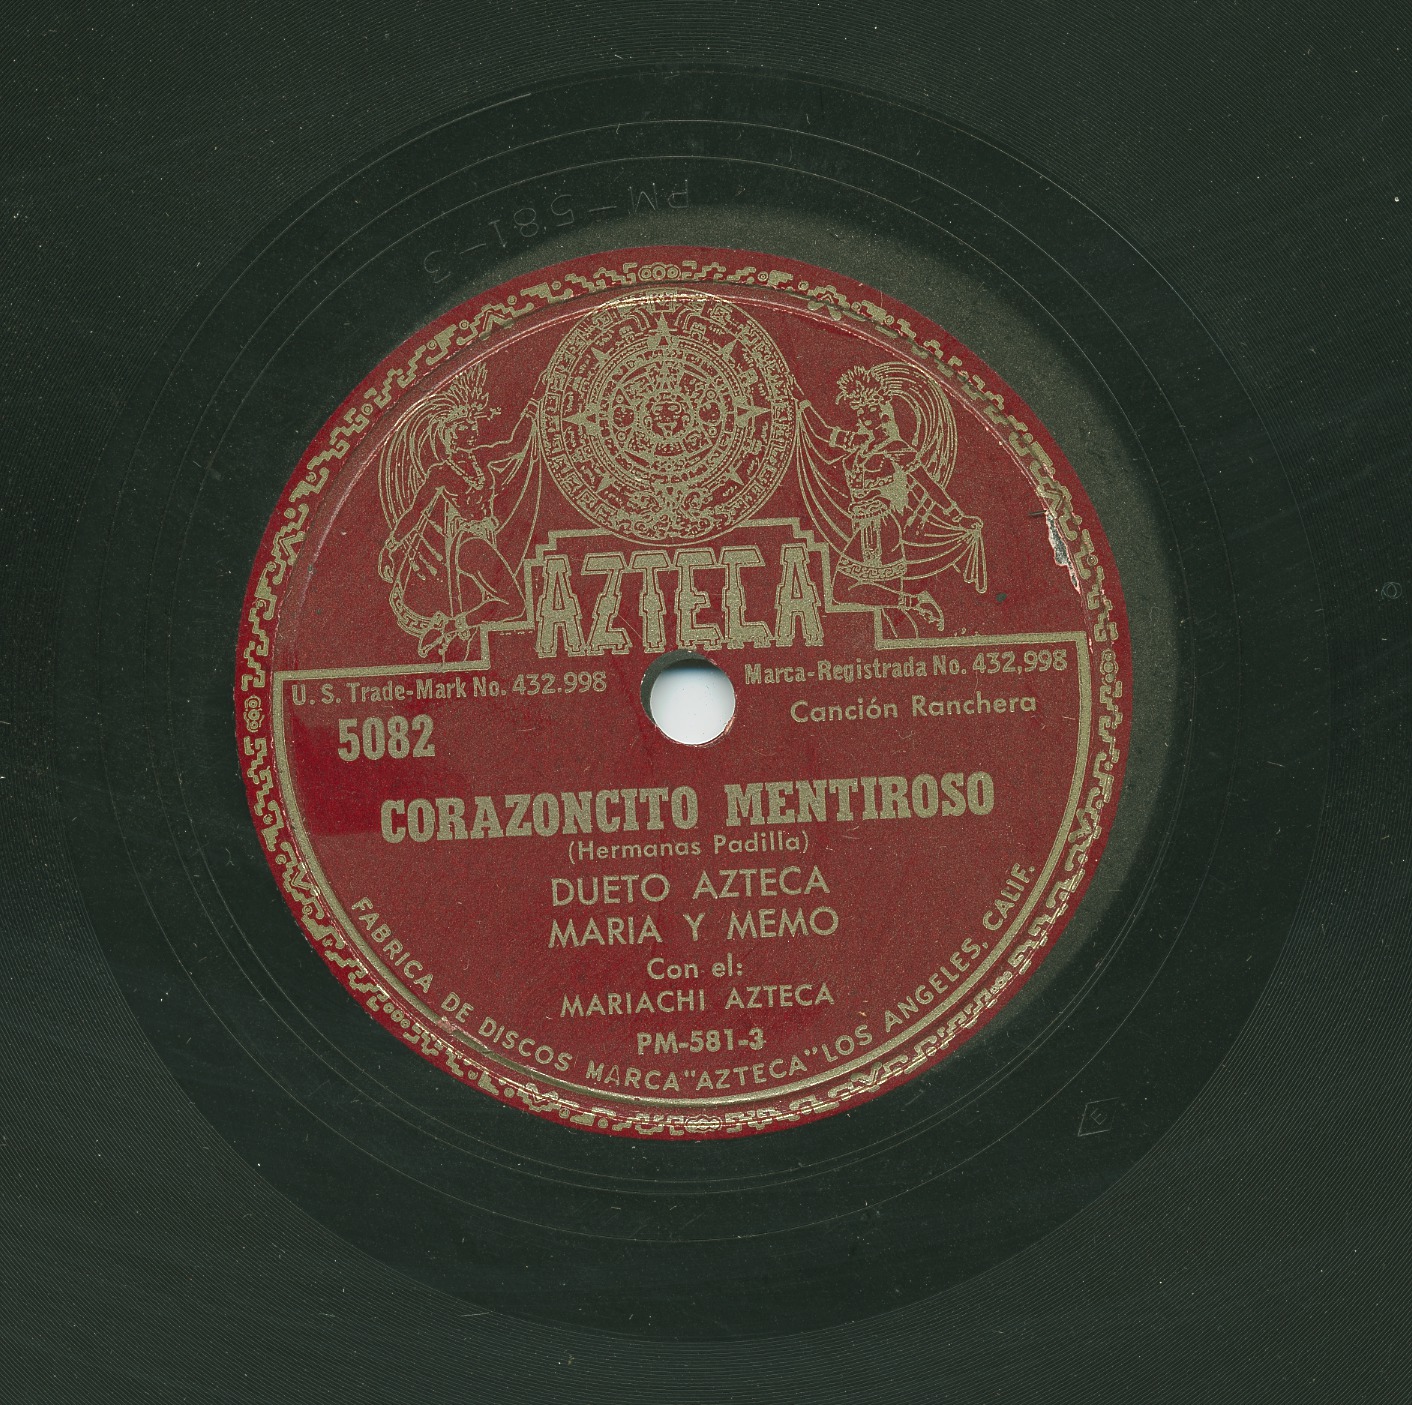 PM-581-3
AZTECA
U. S. Trade-Mark No. 432.998
Marca-Registrada No. 432,998
5082
Canción Ranchera
CORAZONCITO MENTIROSO
(Hermanas Padilla)
DUETO AZTECA
MARIA Y MEMO
Con el:
MARIACHI AZTECA
PM-581-3
FABRICA DE DISCOS MARCA "AZTECA" LOS ANGELES, CALIF.
E